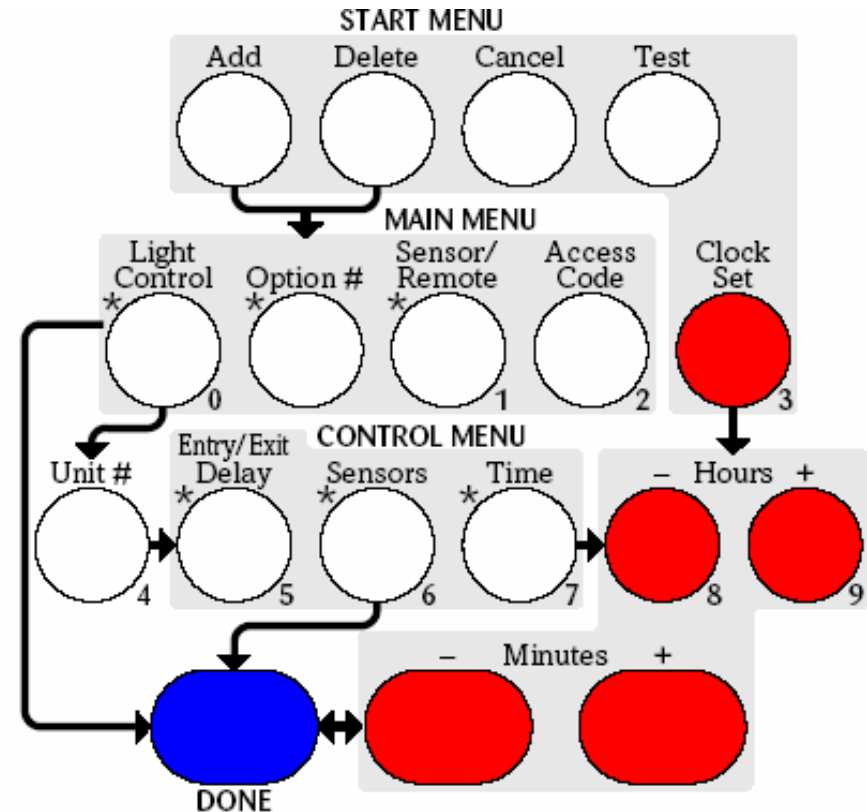 START MENU
Add Delete Cancel Test
MAIN MENU
Light
Control
*
0
Option #
*
Sensor/
Remote
*
1
Access
Code
2
Clock
Set
3
CONTROL MENU
Unit #
4
Entry/Exit
Delay
*
5
Sensors
*
6
Time
*
7
− Hours +
8 9
− Minutes +
DONE